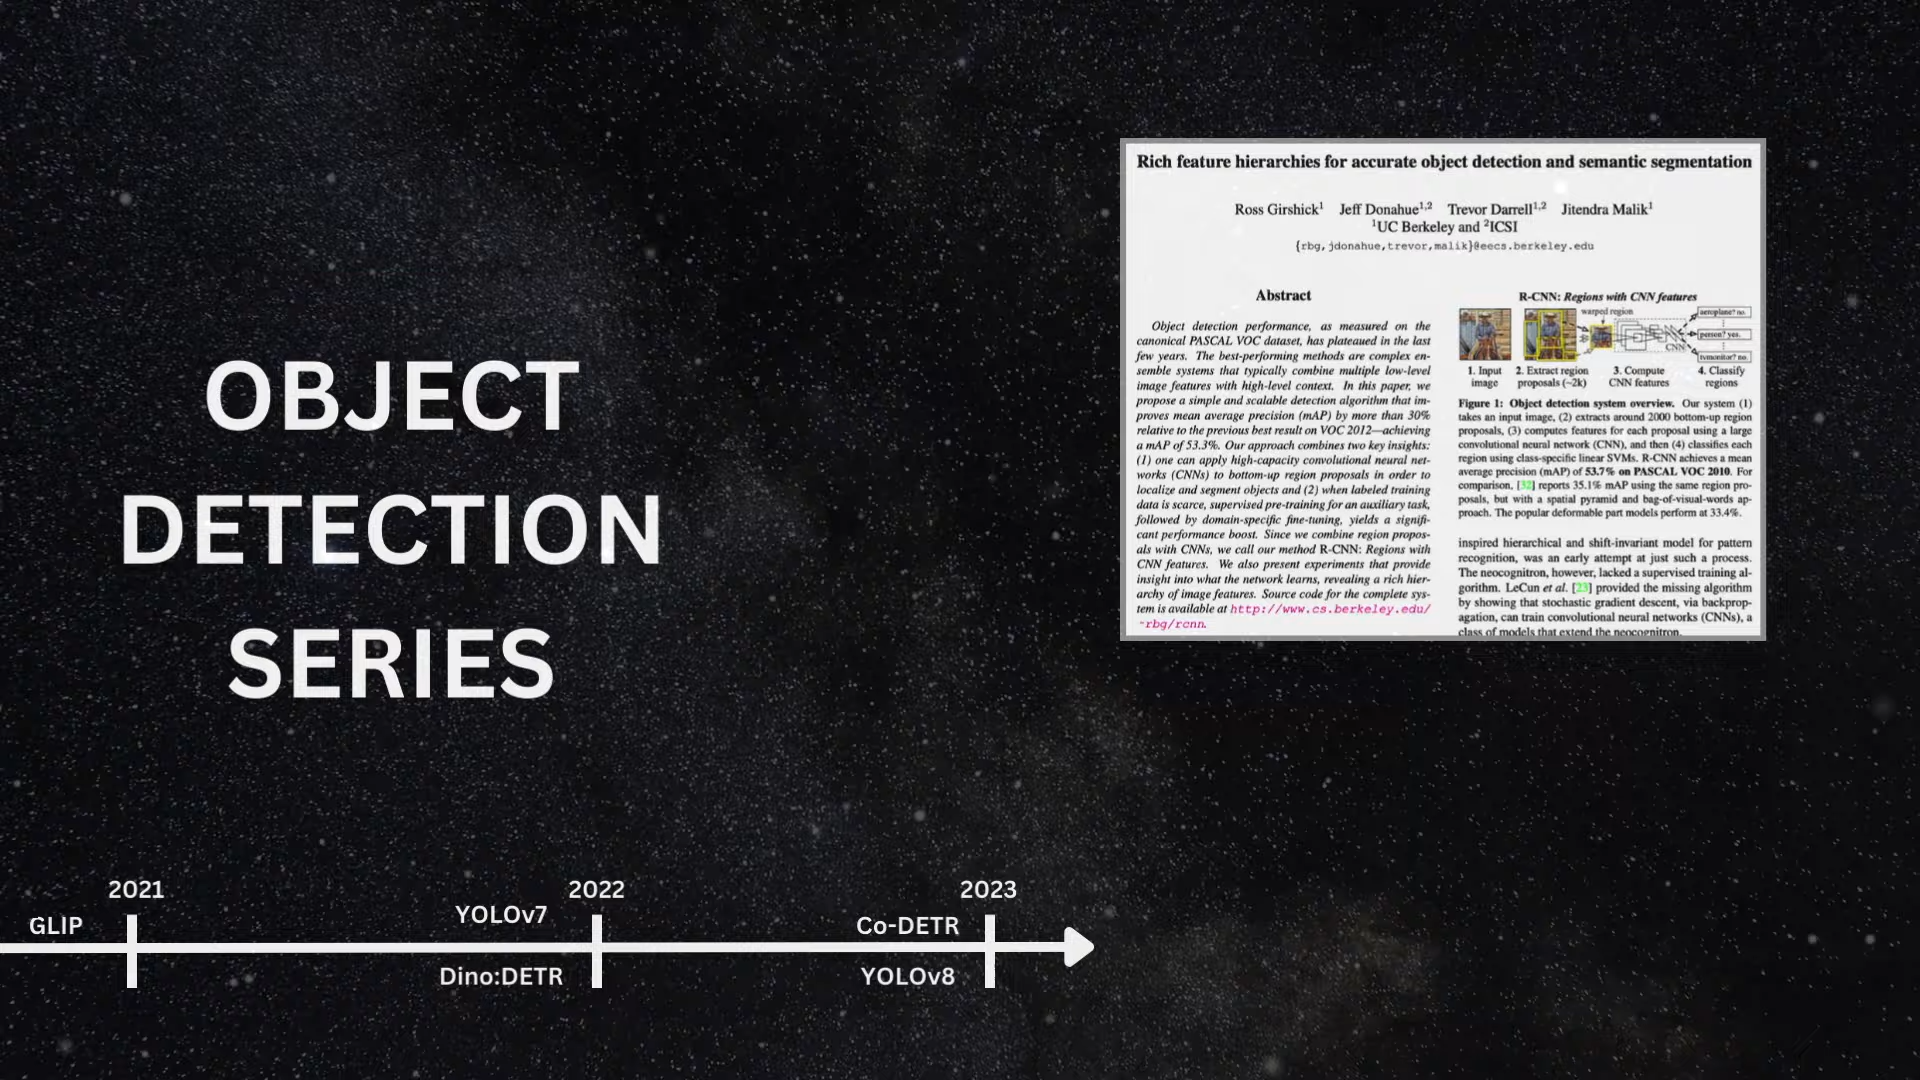 OBJECT
DETECTION
SERIES
Rich feature hierarchies for accurate object detection and semantic segmentation
Ross Girshick1 Jeff Donahue1,2 Trevor Darrell1,2 Jitendra Malik1
1UC Berkeley and 2ICSI
{rbg,jdonahue,trevor,malik}@eecs.berkeley.edu
Abstract
Object detection performance, as measured on the
canonical PASCAL VOC dataset, has plateaued in the last
few years. The best-performing methods are complex en-
semble systems that typically combine multiple low-level
image features with high-level context. In this paper, we
propose a simple and scalable detection algorithm that im-
proves mean average precision (mAP) by more than 30%
relative to the previous best result on VOC 2012—achieving
a mAP of 53.3%. Our approach combines two key insights:
(1) one can apply high-capacity convolutional neural net-
works (CNNs) to bottom-up region proposals in order to
localize and segment objects and (2) when labeled training
data is scarce, supervised pre-training for an auxiliary task,
followed by domain-specific fine-tuning, yields a signifi-
cant performance boost. Since we combine region propos-
als with CNNs, we call our method R-CNN: Regions with
CNN features. We also present experiments that provide
insight into what the network learns, revealing a rich hier-
archy of image features. Source code for the complete sys-
tem is available at http://www.cs.berkeley.edu/
~rbg/rcnn.
R-CNN: Regions with CNN features
warped region
aeroplane? no.
person? yes.
tvmonitor? no.
CNN
1. Input
image
2. Extract region
proposals (~2k)
3. Compute
CNN features
4. Classify
regions
Figure 1: Object detection system overview. Our system (1)
takes an input image, (2) extracts around 2000 bottom-up region
proposals, (3) computes features for each proposal using a large
convolutional neural network (CNN), and then (4) classifies each
region using class-specific linear SVMs. R-CNN achieves a mean
average precision (mAP) of 53.7% on PASCAL VOC 2010. For
comparison, [32] reports 35.1% mAP using the same region pro-
posals, but with a spatial pyramid and bag-of-visual-words ap-
proach. The popular deformable part models perform at 33.4%.
inspired hierarchical and shift-invariant model for pattern
recognition, was an early attempt at just such a process.
The neocognitron, however, lacked a supervised training al-
gorithm. LeCun et al. [23] provided the missing algorithm
by showing that stochastic gradient descent, via backprop-
agation, can train convolutional neural networks (CNNs), a
class of models that extend the neocognitron.
2021
2022
2023
GLIP
YOLOv7
Co-DETR
Dino:DETR
YOLOv8